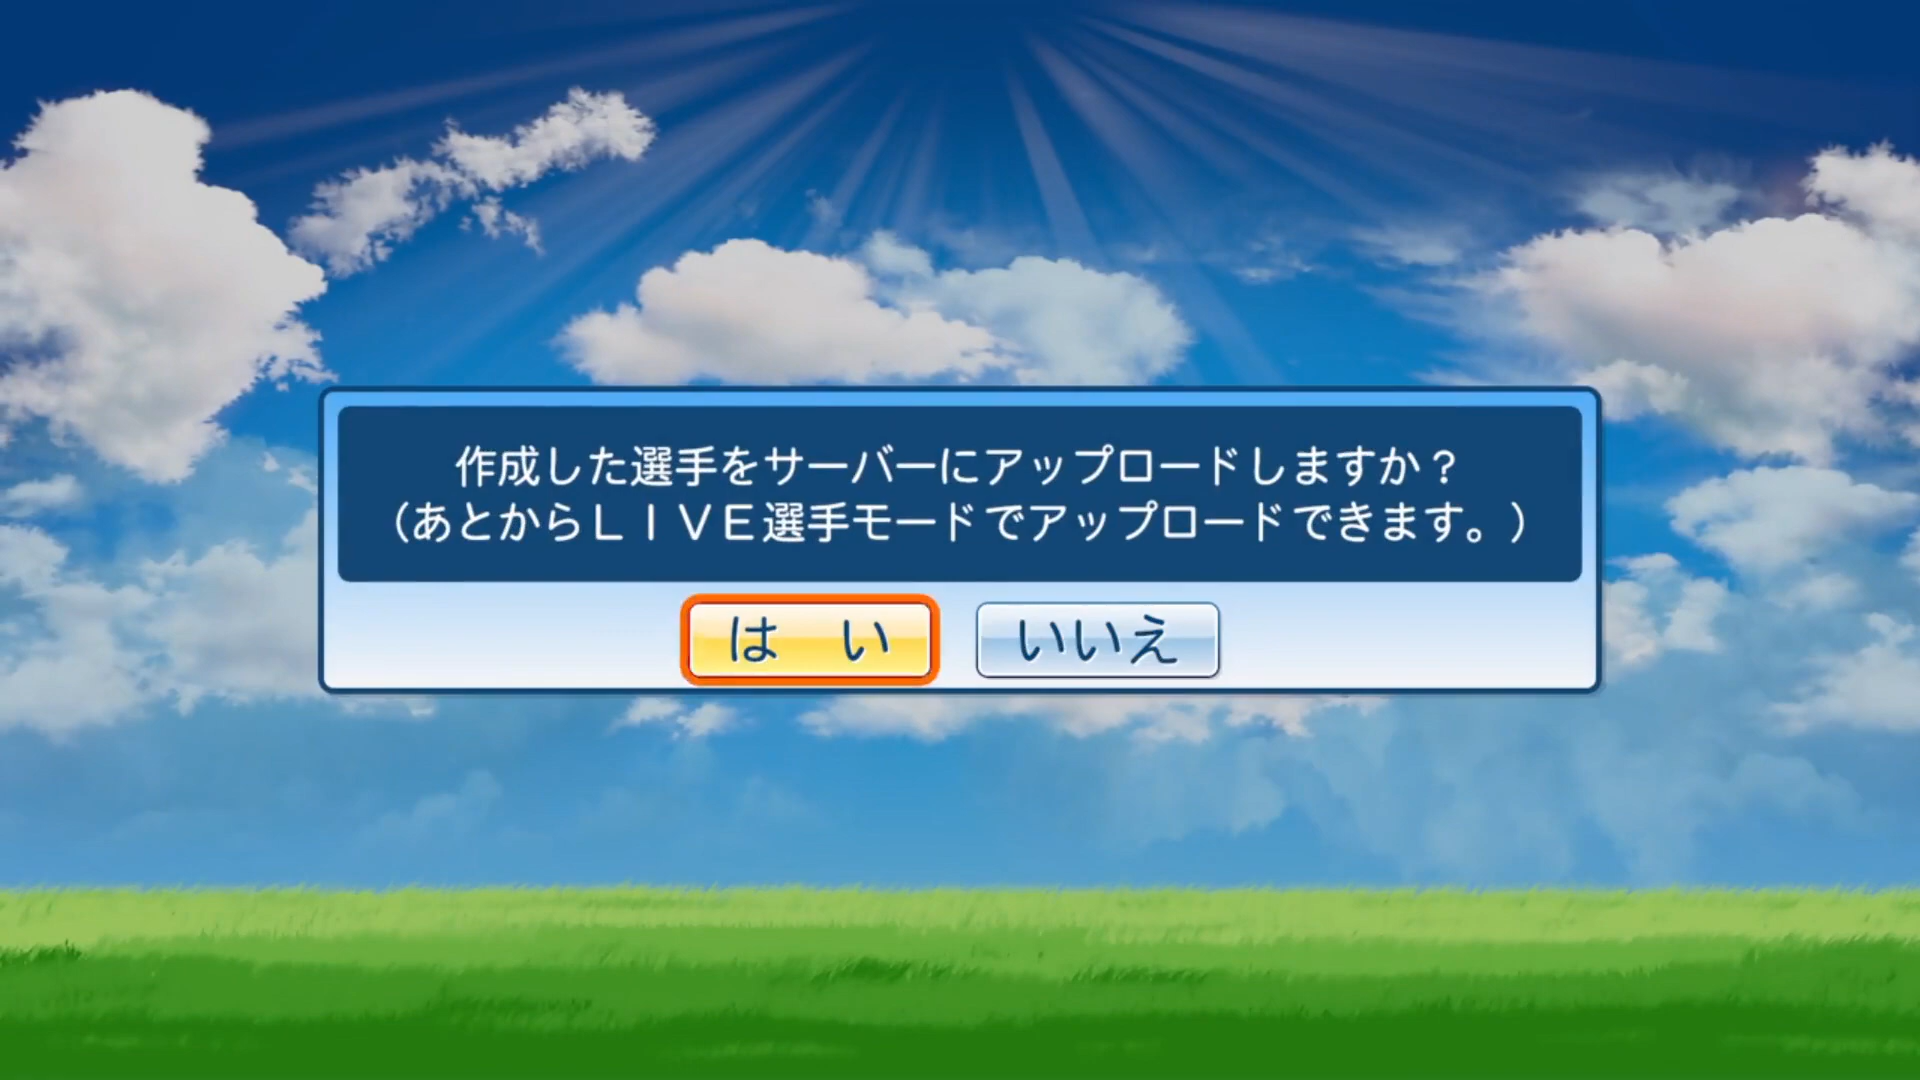 作成した選手をサーバーにアップロードしますか？
（あとからＬＩＶＥ選手モードでアップロードできます。）
は　い
いいえ